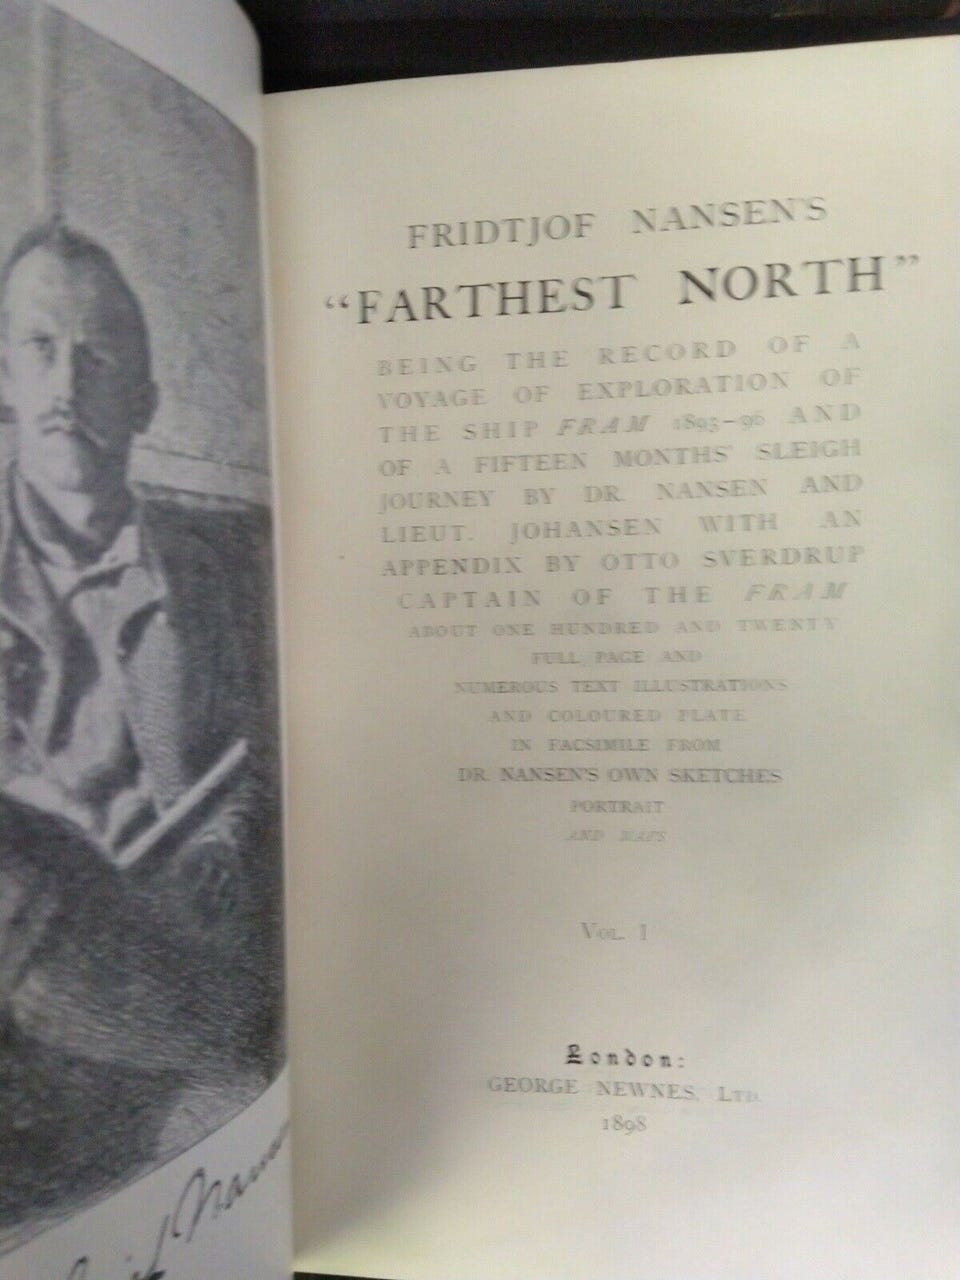 FRIDTJOF NANSEN'S
"FARTHEST NORTH"
BEING THE RECORD OF A
VOYAGE OF EXPLORATION OF
THE SHIP FRAM 1893-96 AND
OF A FIFTEEN MONTHS' SLEIGH
JOURNEY BY DR. NANSEN AND
LIEUT. JOHANSEN WITH AN
APPENDIX BY OTTO SVERDRUP
CAPTAIN OF THE FRAM
ABOUT ONE HUNDRED AND TWENTY
FULL PAGE AND
NUMEROUS TEXT ILLUSTRATIONS
AND COLOURED PLATE
IN FACSIMILE FROM
DR. NANSEN'S OWN SKETCHES
PORTRAIT
AND MAPS
VOL. I
London:
GEORGE NEWNES, LTD.
1898
Nansen